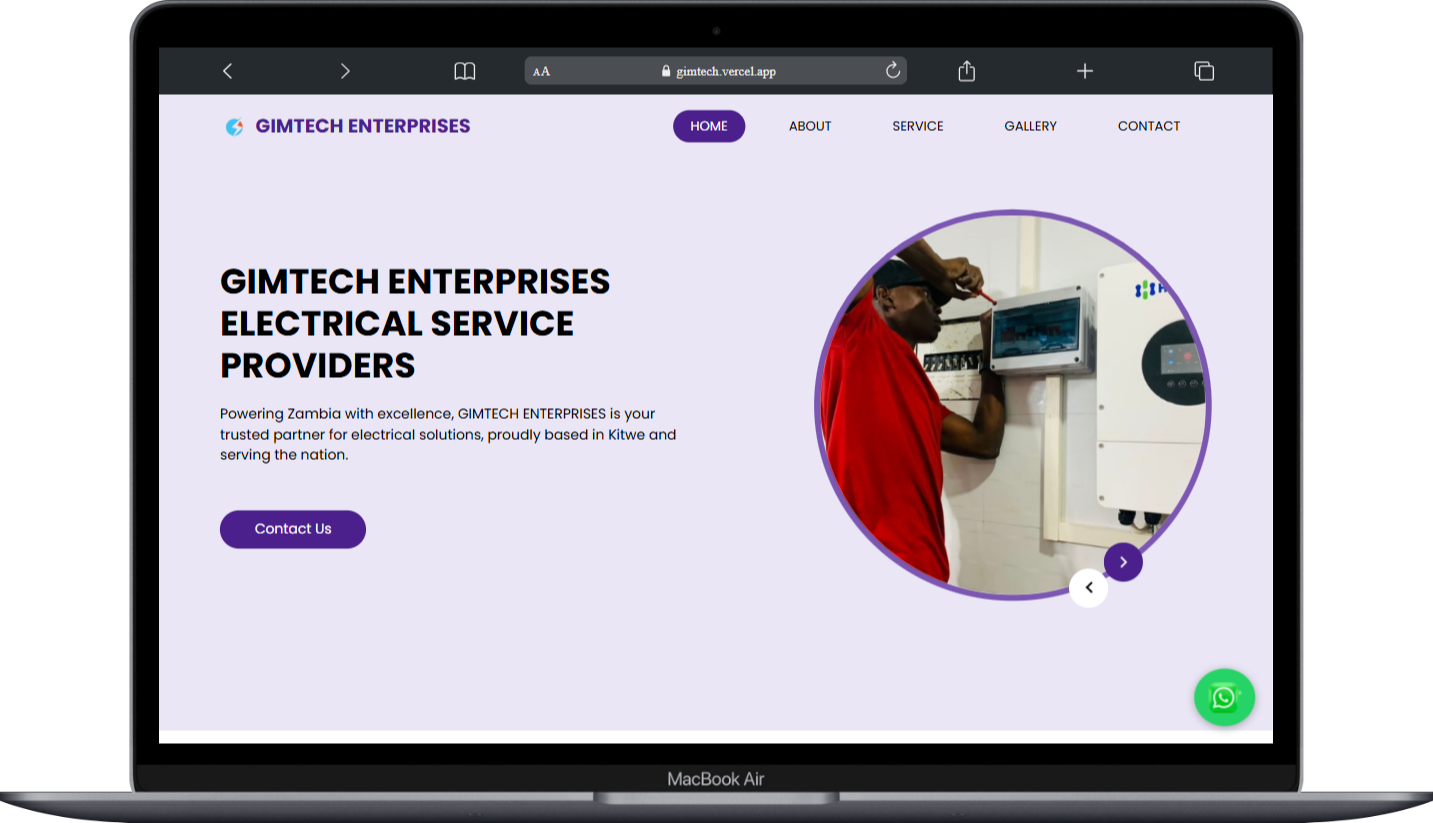 AA
gimtech.vercel.app
GIMTECH ENTERPRISES
HOME
ABOUT
SERVICE
GALLERY
CONTACT
GIMTECH ENTERPRISES
ELECTRICAL SERVICE
PROVIDERS
Powering Zambia with excellence, GIMTECH ENTERPRISES is your
trusted partner for electrical solutions, proudly based in Kitwe and
serving the nation.
Contact Us
MacBook Air